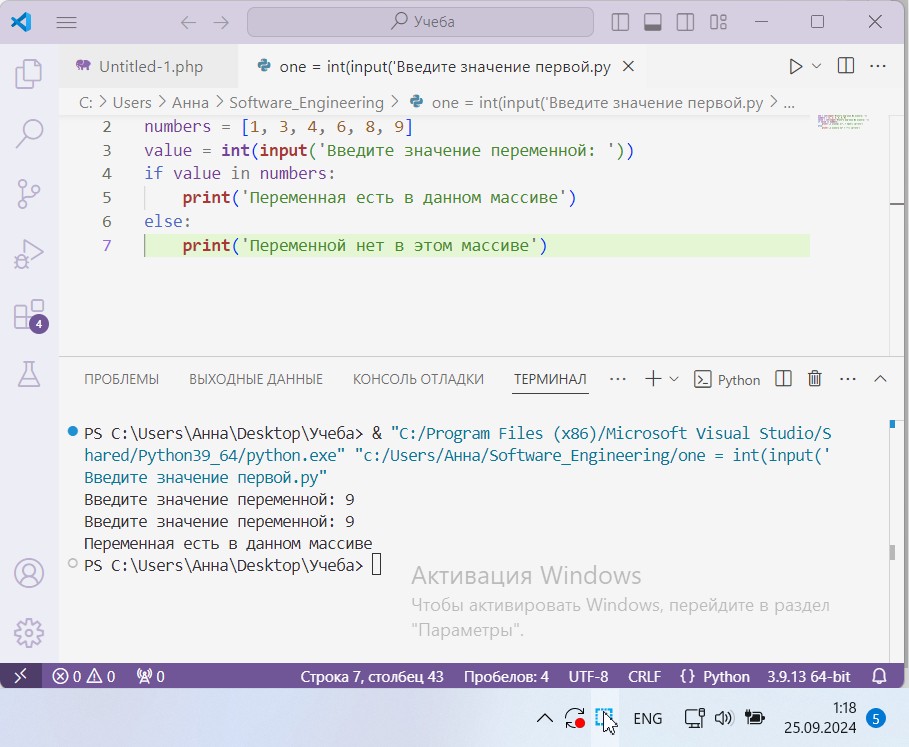 Учеба
Untitled-1.php
one = int(input('Введите значение первой.py
C: > Users > Анна > Software_Engineering > one = int(input('Введите значение первой.py > ...
2 numbers = [1, 3, 4, 6, 8, 9]
3 value = int(input('Введите значение переменной: '))
4 if value in numbers:
5 print('Переменная есть в данном массиве')
6 else:
7 print('Переменной нет в этом массиве')
4
ПРОБЛЕМЫ ВЫХОДНЫЕ ДАННЫЕ КОНСОЛЬ ОТЛАДКИ ТЕРМИНАЛ ... Python ...
PS C:\Users\Анна\Desktop\Учеба> & "C:/Program Files (x86)/Microsoft Visual Studio/S
hared/Python39_64/python.exe" "c:/Users/Анна/Software_Engineering/one = int(input('
Введите значение первой.py"
Введите значение переменной: 9
Введите значение переменной: 9
Переменная есть в данном массиве
PS C:\Users\Анна\Desktop\Учеба>
Активация Windows
Чтобы активировать Windows, перейдите в раздел
"Параметры".
0 0 0 Строка 7, столбец 43 Пробелов: 4 UTF-8 CRLF {} Python 3.9.13 64-bit
ENG
1:18
25.09.2024
5